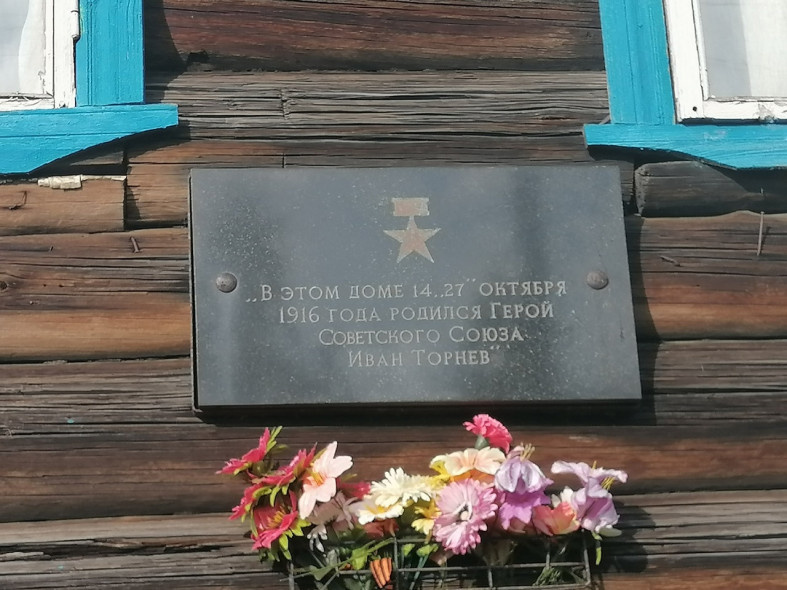 „В этом доме 14„27" октября
1916 года родился Герой
Советского Союза
Иван Торнев"